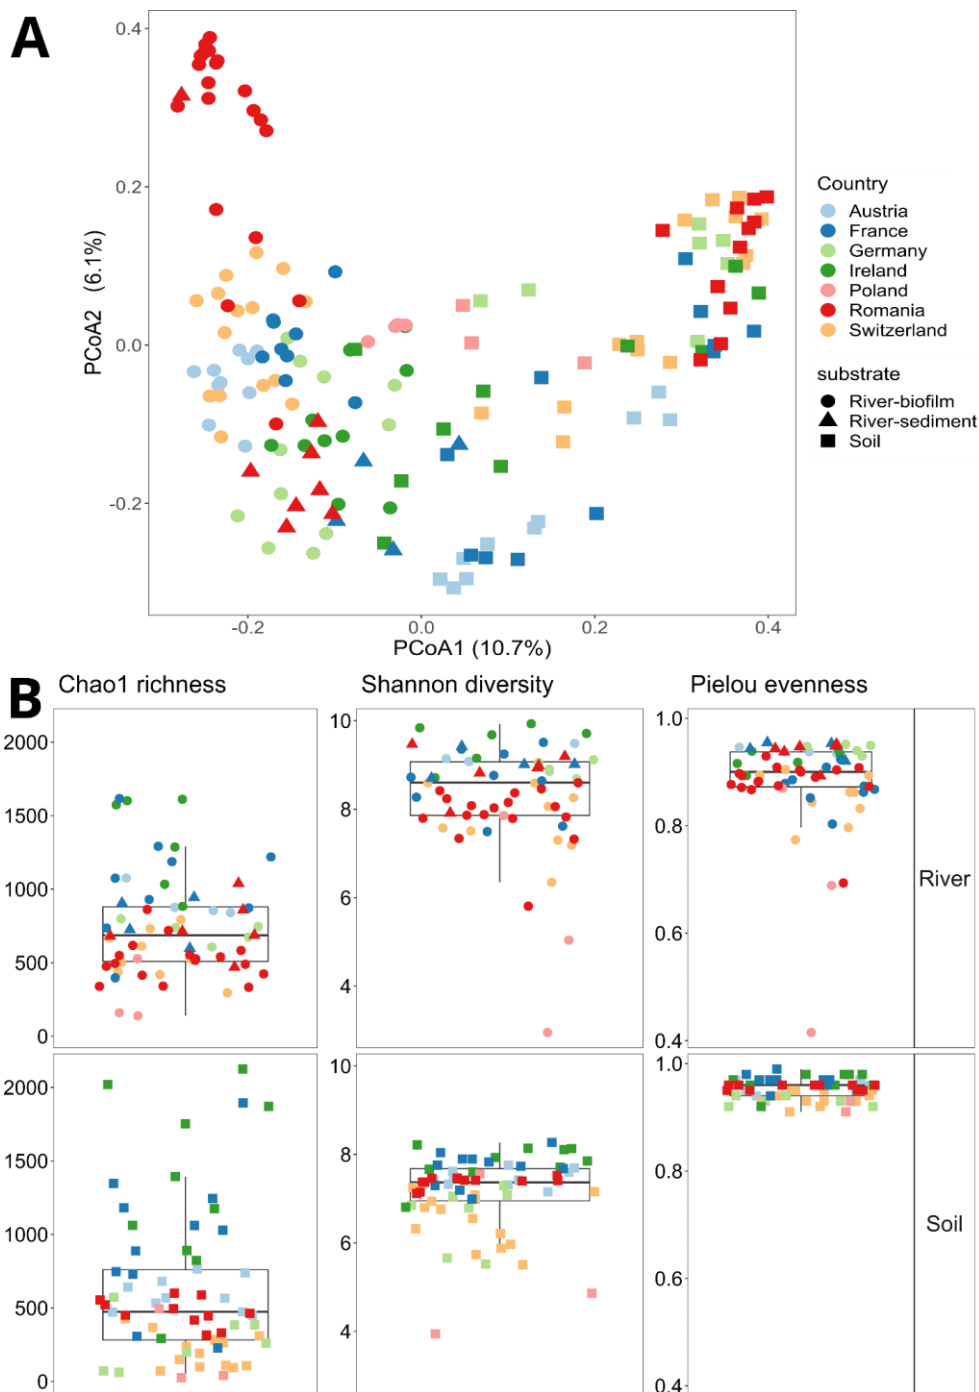 A
0.4
0.2
0.0
-0.2
PCoA2 (6.1%)
-0.2
0.0
0.2
0.4
PCoA1 (10.7%)
Country
Austria
France
Germany
Ireland
Poland
Romania
Switzerland
substrate
River-biofilm
River-sediment
Soil
B
Chao1 richness
Shannon diversity
Pielou evenness
2000
1500
1000
500
0
10
8
6
4
1.0
0.8
0.6
0.4
River
2000
1500
1000
500
0
10
8
6
4
1.0
0.8
0.6
0.4
Soil